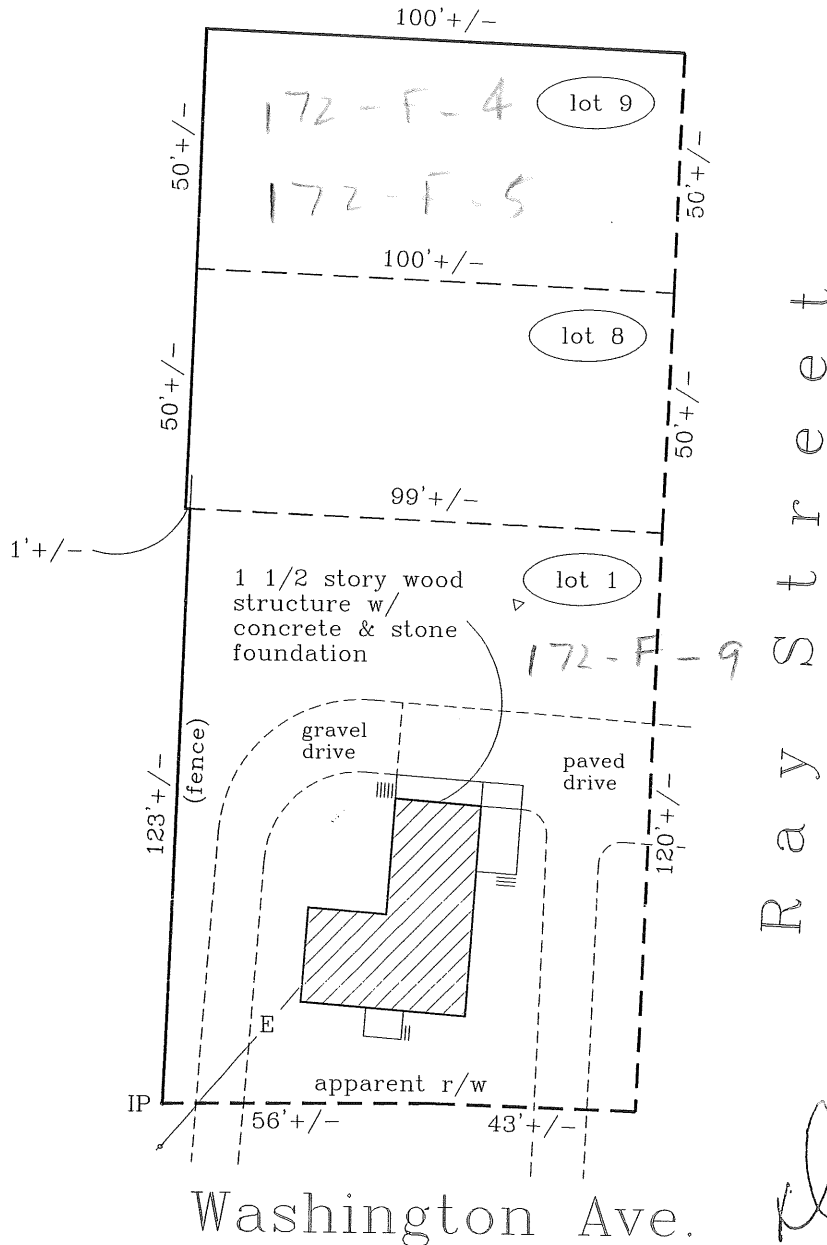 100'+/-
172-F-4
lot 9
50'+/-
50'+/-
172-F-5
100'+/-
lot 8
50'+/-
50'+/-
99'+/-
1'+/-
1 1/2 story wood
structure w/
concrete & stone
foundation
lot 1
172-F-9
Ray Street
gravel
drive
paved
drive
(fence)
123'+/-
120'+/-
E
apparent r/w
IP
56'+/-
43'+/-
Washington Ave.